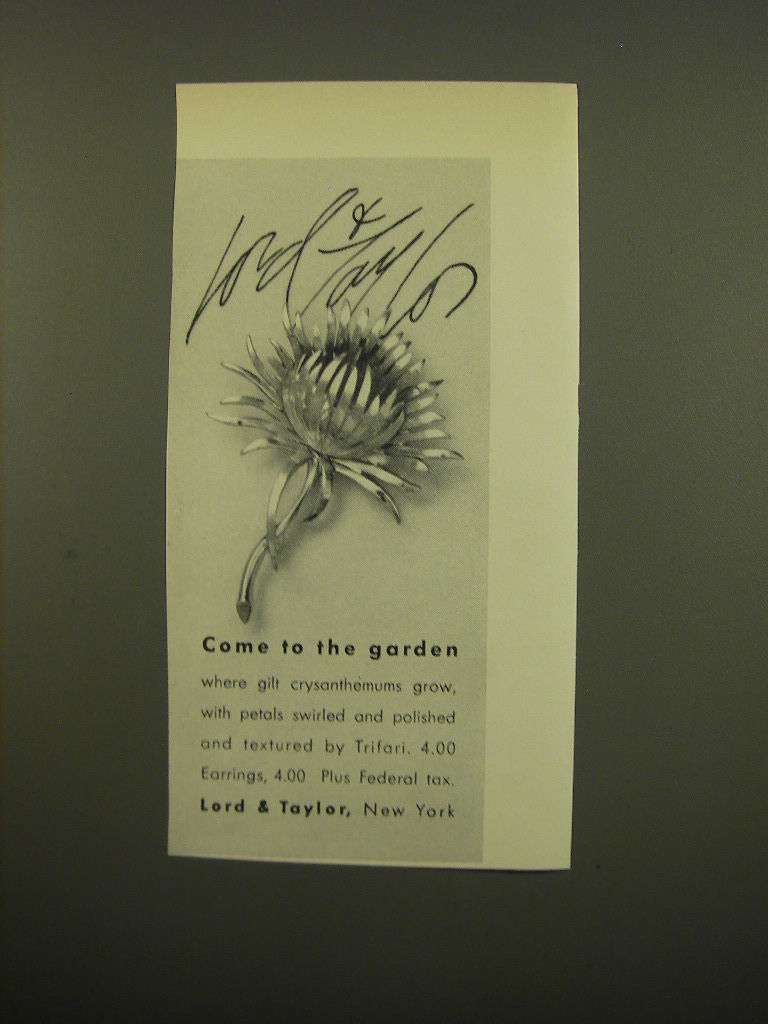 Lord & Taylor
Come to the garden
where gilt crysanthemums grow,
with petals swirled and polished
and textured by Trifari. 4.00
Earrings, 4.00 Plus Federal tax.
Lord & Taylor, New York